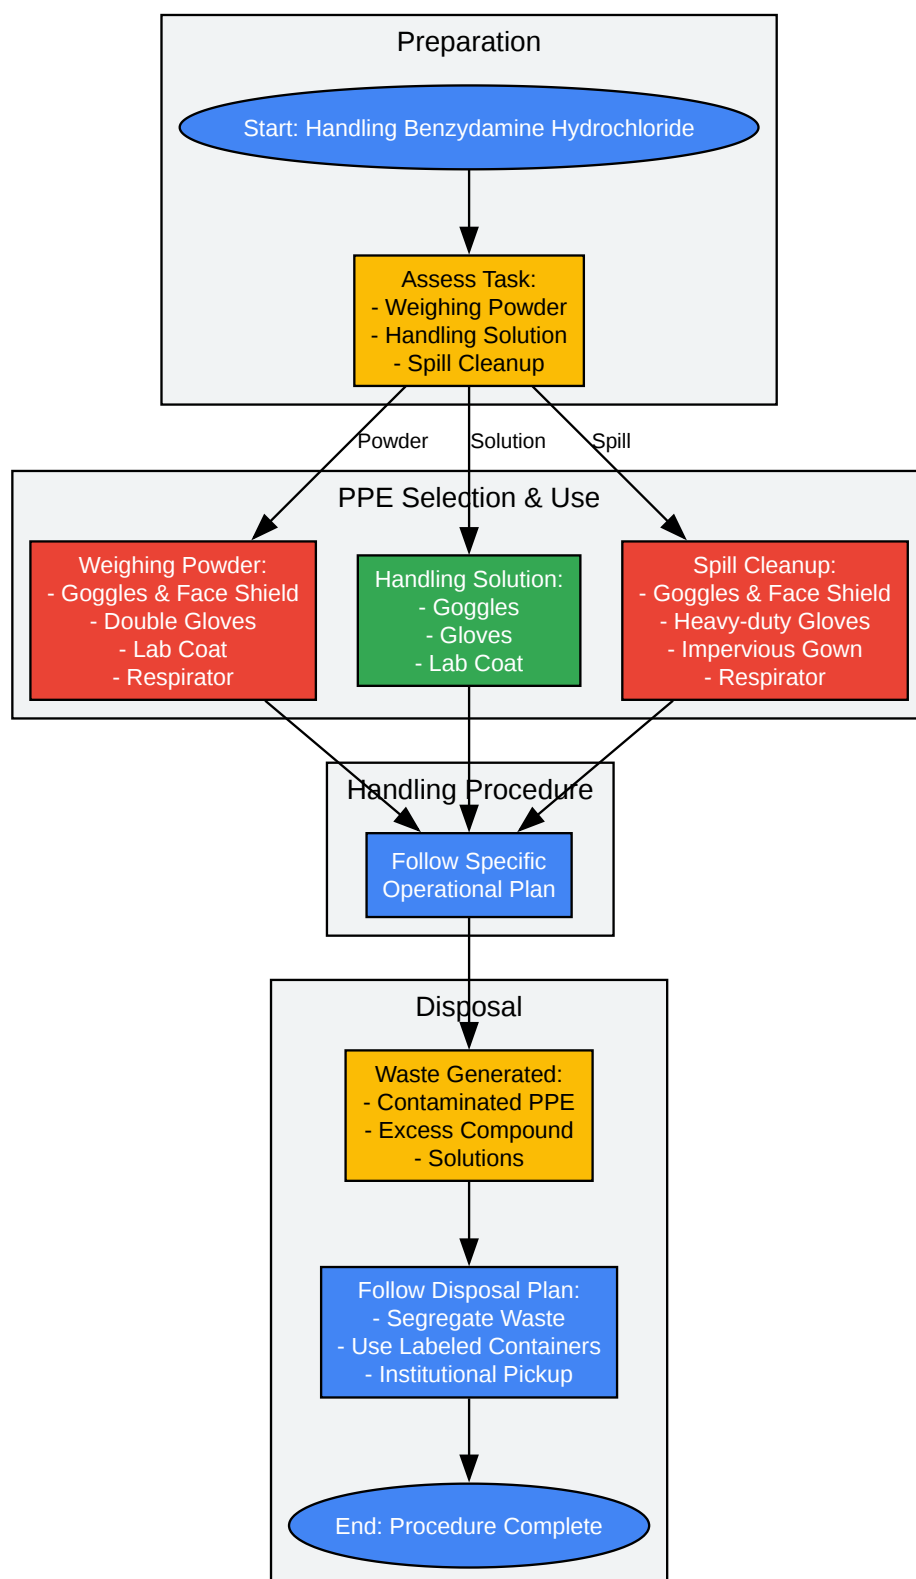 Preparation
Start: Handling Benzydamine Hydrochloride
Assess Task:
- Weighing Powder
- Handling Solution
- Spill Cleanup
Powder
Solution
Spill
PPE Selection & Use
Weighing Powder:
- Goggles & Face Shield
- Double Gloves
- Lab Coat
- Respirator
Handling Solution:
- Goggles
- Gloves
- Lab Coat
Spill Cleanup:
- Goggles & Face Shield
- Heavy-duty Gloves
- Impervious Gown
- Respirator
Handling Procedure
Follow Specific
Operational Plan
Disposal
Waste Generated:
- Contaminated PPE
- Excess Compound
- Solutions
Follow Disposal Plan:
- Segregate Waste
- Use Labeled Containers
- Institutional Pickup
End: Procedure Complete